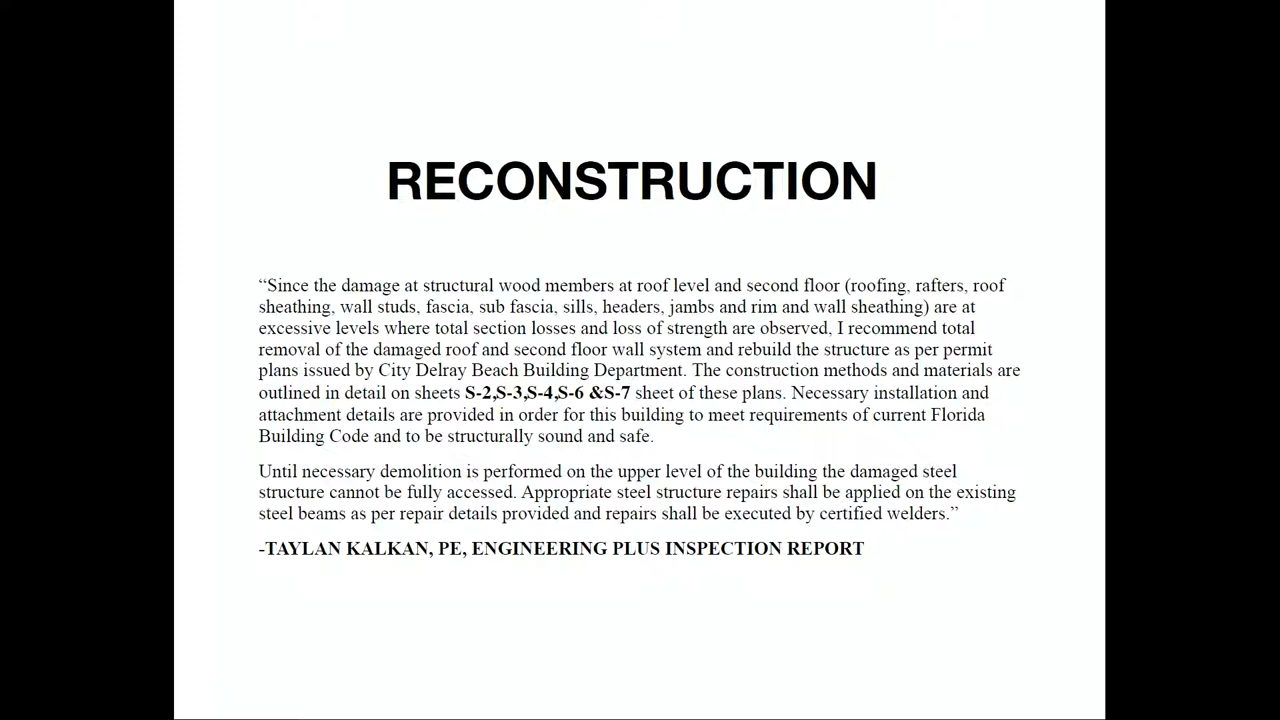 RECONSTRUCTION
“Since the damage at structural wood members at roof level and second floor (roofing, rafters, roof
sheathing, wall studs, fascia, sub fascia, sills, headers, jambs and rim and wall sheathing) are at
excessive levels where total section losses and loss of strength are observed, I recommend total
removal of the damaged roof and second floor wall system and rebuild the structure as per permit
plans issued by City Delray Beach Building Department. The construction methods and materials are
outlined in detail on sheets S-2,S-3,S-4,S-6 &S-7 sheet of these plans. Necessary installation and
attachment details are provided in order for this building to meet requirements of current Florida
Building Code and to be structurally sound and safe.
Until necessary demolition is performed on the upper level of the building the damaged steel
structure cannot be fully accessed. Appropriate steel structure repairs shall be applied on the existing
steel beams as per repair details provided and repairs shall be executed by certified welders.”
-TAYLAN KALKAN, PE, ENGINEERING PLUS INSPECTION REPORT